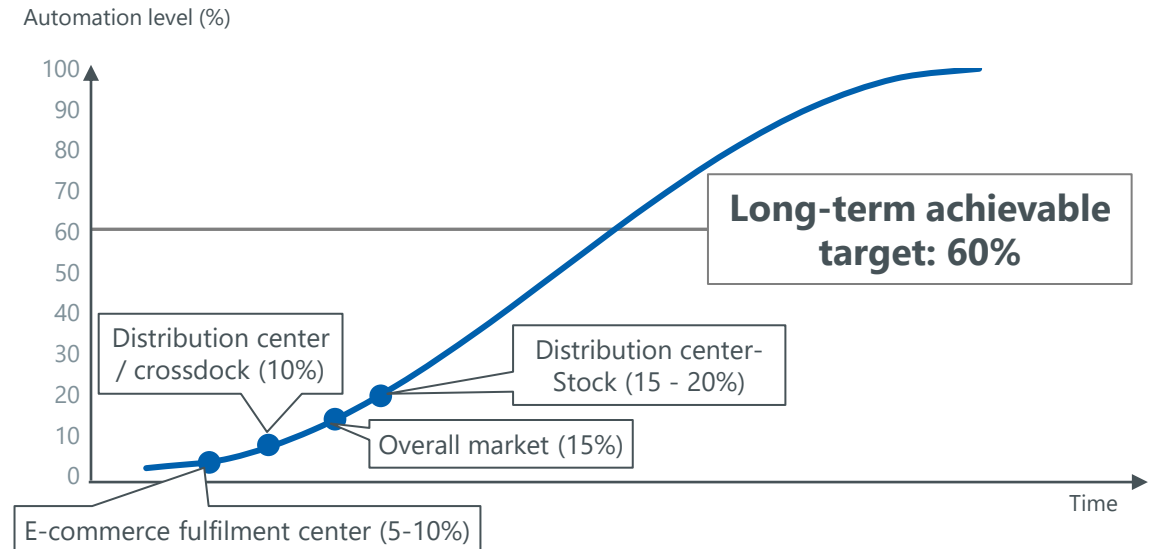 Automation level (%)
100
90
80
70
60
50
40
30
20
10
0
Long-term achievable
target: 60%
Distribution center
/ crossdock (10%)
Distribution center-
Stock (15 - 20%)
Overall market (15%)
E-commerce fulfilment center (5-10%)
Time